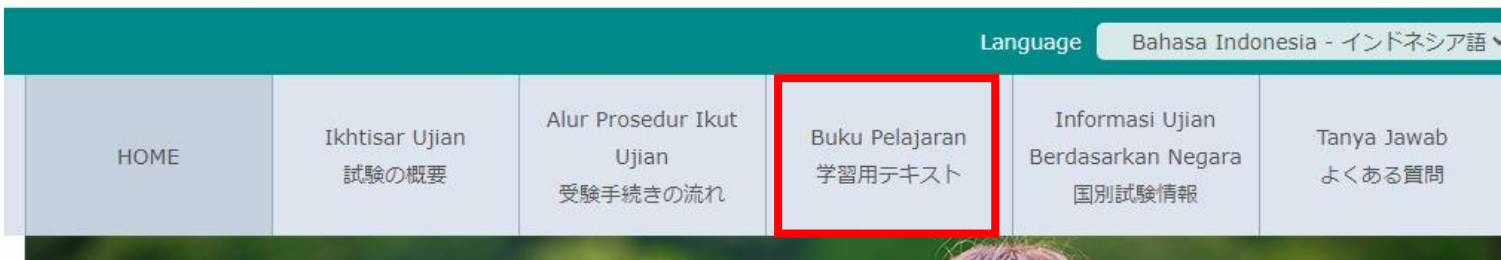 Language Bahasa Indonesia - インドネシア語
HOME
Ikhtisar Ujian
試験の概要
Alur Prosedur Ikut
Ujian
受験手続きの流れ
Buku Pelajaran
学習用テキスト
Informasi Ujian
Berdasarkan Negara
国別試験情報
Tanya Jawab
よくある質問